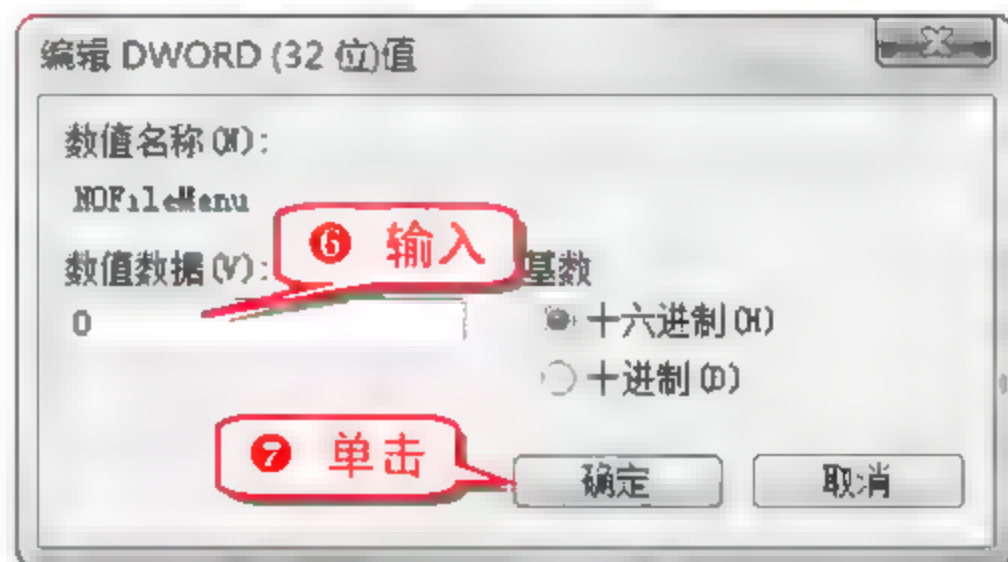 编辑 DWORD (32 位)值
数值名称(N):
NOFileMenu
❻ 输入
数值数据(V):
基数
0
十六进制(H)
十进制(D)
❼ 单击
确定
取消